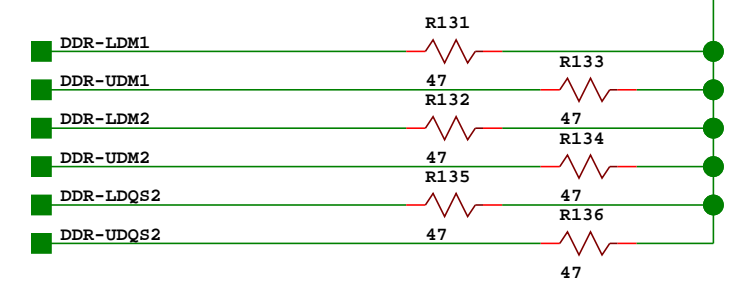 R131
DDR-LDM1
R133
DDR-UDM1 47
R132
DDR-LDM2 47
R134
DDR-UDM2 47
R135
DDR-LDQS2 47
R136
DDR-UDQS2 47
47